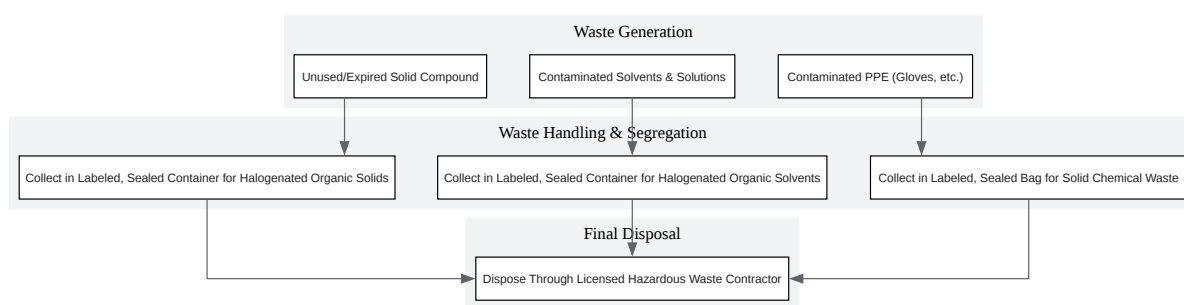 Waste Generation
Unused/Expired Solid Compound
Contaminated Solvents & Solutions
Contaminated PPE (Gloves, etc.)
Waste Handling & Segregation
Collect in Labeled, Sealed Container for Halogenated Organic Solids
Collect in Labeled, Sealed Container for Halogenated Organic Solvents
Collect in Labeled, Sealed Bag for Solid Chemical Waste
Final Disposal
Dispose Through Licensed Hazardous Waste Contractor